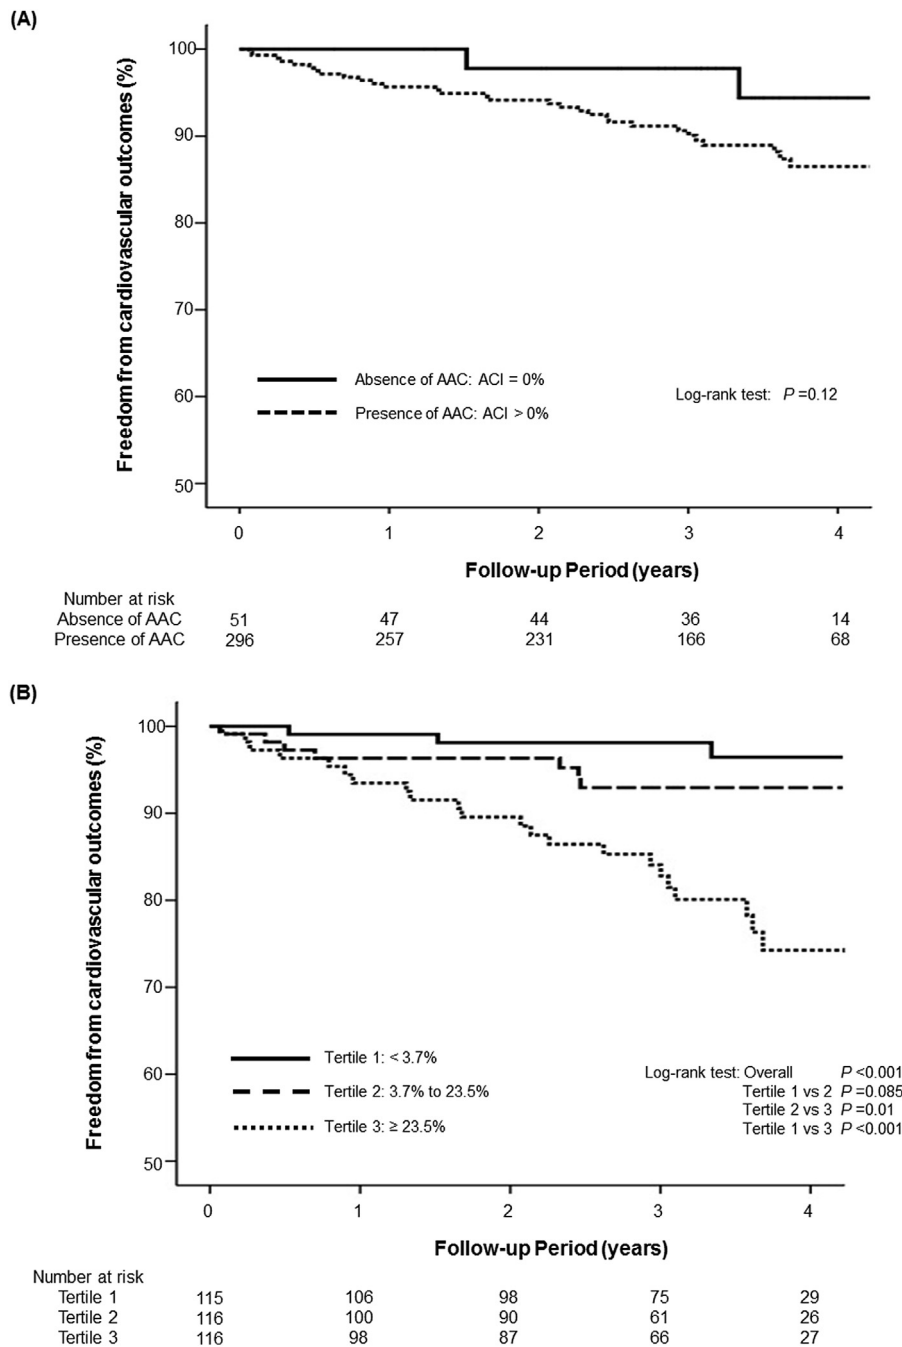 (A)
Freedom from cardiovascular outcomes (%)
100
90
80
70
60
50
Absence of AAC: ACI = 0%
Presence of AAC: ACI > 0%
Log-rank test: P =0.12
0 1 2 3 4
Follow-up Period (years)
Number at risk
Absence of AAC 51 47 44 36 14
Presence of AAC 296 257 231 166 68
(B)
Freedom from cardiovascular outcomes (%)
100
90
80
70
60
50
Tertile 1: < 3.7%
Tertile 2: 3.7% to 23.5%
Tertile 3: ≥ 23.5%
Log-rank test: Overall P <0.001
Tertile 1 vs 2 P =0.085
Tertile 2 vs 3 P =0.01
Tertile 1 vs 3 P <0.001
0 1 2 3 4
Follow-up Period (years)
Number at risk
Tertile 1 115 106 98 75 29
Tertile 2 116 100 90 61 26
Tertile 3 116 98 87 66 27